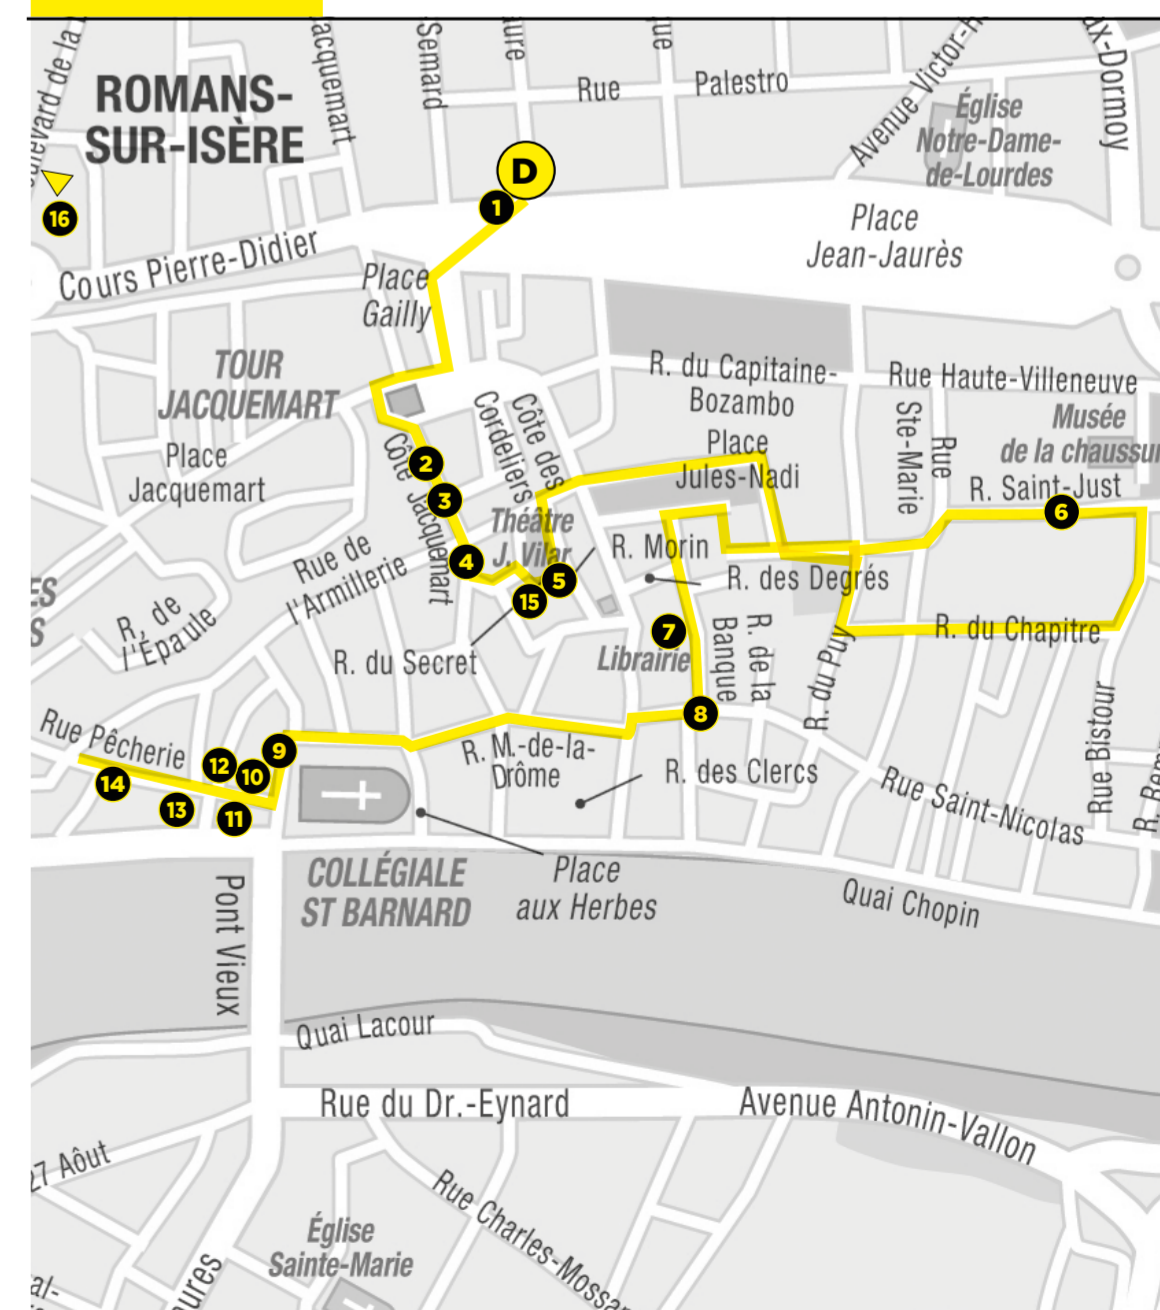 Semard
Rue Palestro
ROMANS-
SUR-ISÈRE
Église
Notre-Dame-
de-Lourdes
D
1
16
Place
Jean-Jaurès
Cours Pierre-Didier
Place
Gailly
TOUR
JACQUEMART
R. du Capitaine-
Bozambo
Rue Haute-Villeneuve
Musée
Côte des
Cordeliers
Rue
Ste-Marie
Place
Jules-Nadi
Place
Jacquemart
Côte Jacquemart
2
3
R. Saint-Just
6
Théâtre
J. Vilar
4
5
15
R. Morin
R. des Degrés
Rue de
l'Armillerie
R. de
l'Épaule
R. du Secret
7
Librairie
R. de la
Banque
R. du Puy
R. du Chapitre
Rue Bistour
8
Rue Pêcherie
9
12
10
14
13
11
R. M.-de-la-
Drôme
R. des Clercs
Rue Saint-Nicolas
COLLÉGIALE
ST BARNARD
Place
aux Herbes
Quai Chopin
Pont Vieux
Quai Lacour
Rue du Dr.-Eynard
Avenue Antonin-Vallon
27 Août
Église
Sainte-Marie